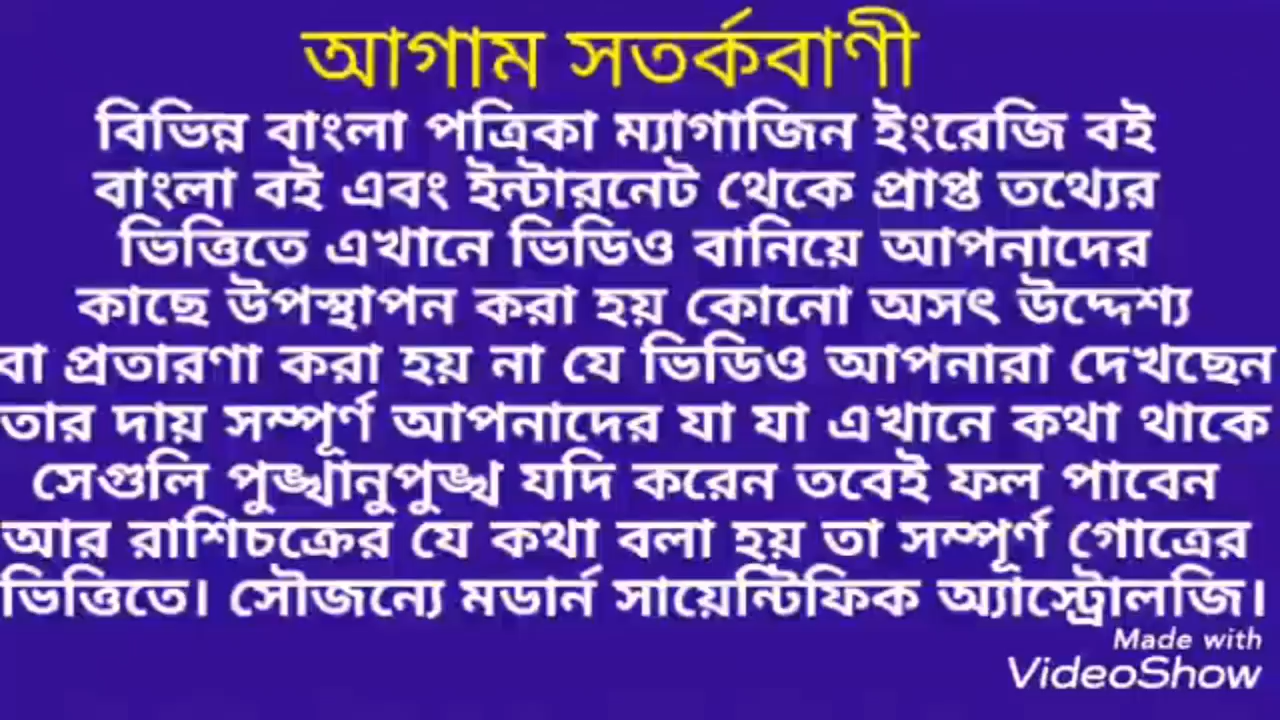 আগাম সতর্কবাণী
বিভিন্ন বাংলা পত্রিকা ম্যাগাজিন ইংরেজি বই
বাংলা বই এবং ইন্টারনেট থেকে প্রাপ্ত তথ্যের
ভিত্তিতে এখানে ভিডিও বানিয়ে আপনাদের
কাছে উপস্থাপন করা হয় কোনো অসৎ উদ্দেশ্য
বা প্রতারণা করা হয় না যে ভিডিও আপনারা দেখছেন
তার দায় সম্পূর্ণ আপনাদের যা যা এখানে কথা থাকে
সেগুলি পুঙ্খানুপুঙ্খ যদি করেন তবেই ফল পাবেন
আর রাশিচক্রের যে কথা বলা হয় তা সম্পূর্ণ গোত্রের
ভিত্তিতে। সৌজন্যে মডার্ন সায়েন্টিফিক অ্যাস্ট্রোলজি।
Made with
VideoShow